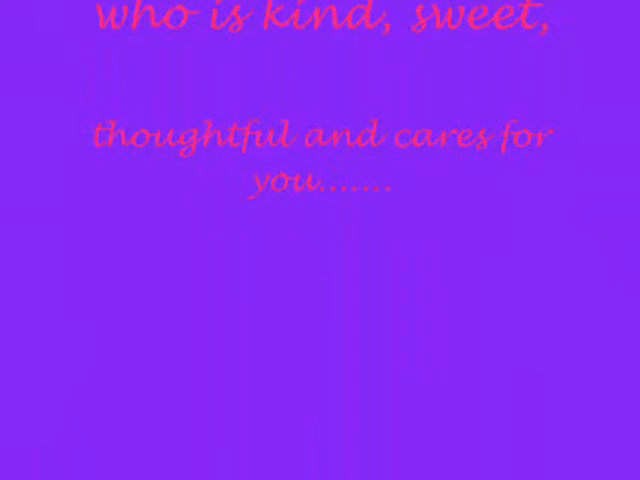 who is kind, sweet,
thoughtful and cares for
you.......